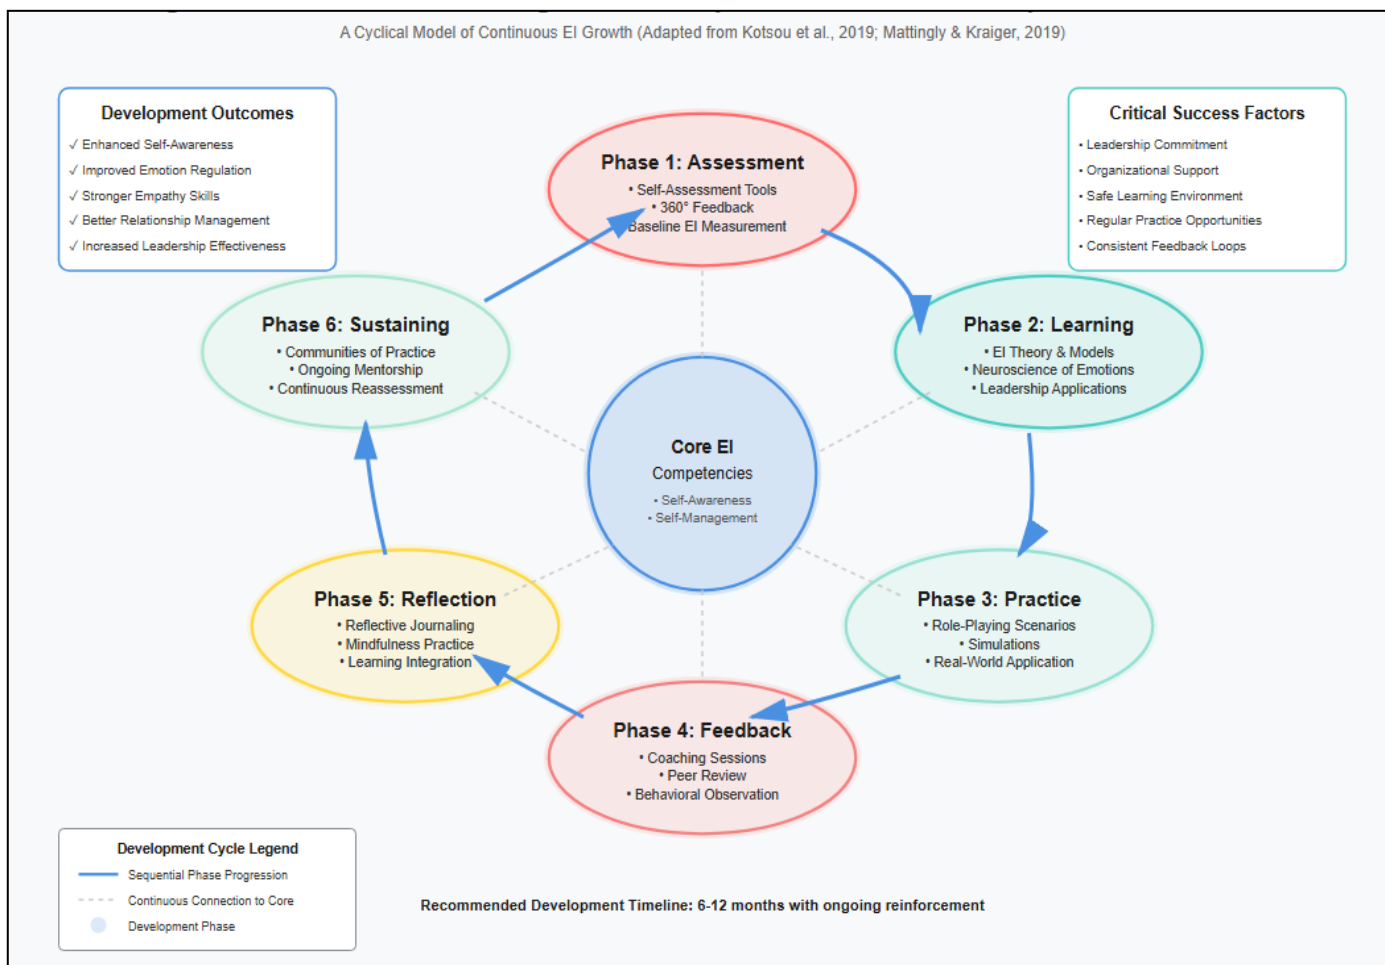 A Cyclical Model of Continuous EI Growth (Adapted from Kotsou et al., 2019; Mattingly & Kraiger, 2019)
Development Outcomes
✓ Enhanced Self-Awareness
✓ Improved Emotion Regulation
✓ Stronger Empathy Skills
✓ Better Relationship Management
✓ Increased Leadership Effectiveness
Critical Success Factors
• Leadership Commitment
• Organizational Support
• Safe Learning Environment
• Regular Practice Opportunities
• Consistent Feedback Loops
Phase 1: Assessment
• Self-Assessment Tools
• 360° Feedback
Baseline EI Measurement
Phase 2: Learning
• EI Theory & Models
• Neuroscience of Emotions
• Leadership Applications
Phase 3: Practice
• Role-Playing Scenarios
• Simulations
• Real-World Application
Phase 4: Feedback
• Coaching Sessions
• Peer Review
• Behavioral Observation
Phase 5: Reflection
• Reflective Journaling
• Mindfulness Practice
• Learning Integration
Phase 6: Sustaining
• Communities of Practice
• Ongoing Mentorship
• Continuous Reassessment
Core EI
Competencies
• Self-Awareness
• Self-Management
Development Cycle Legend
Sequential Phase Progression
Continuous Connection to Core
Development Phase
Recommended Development Timeline: 6-12 months with ongoing reinforcement